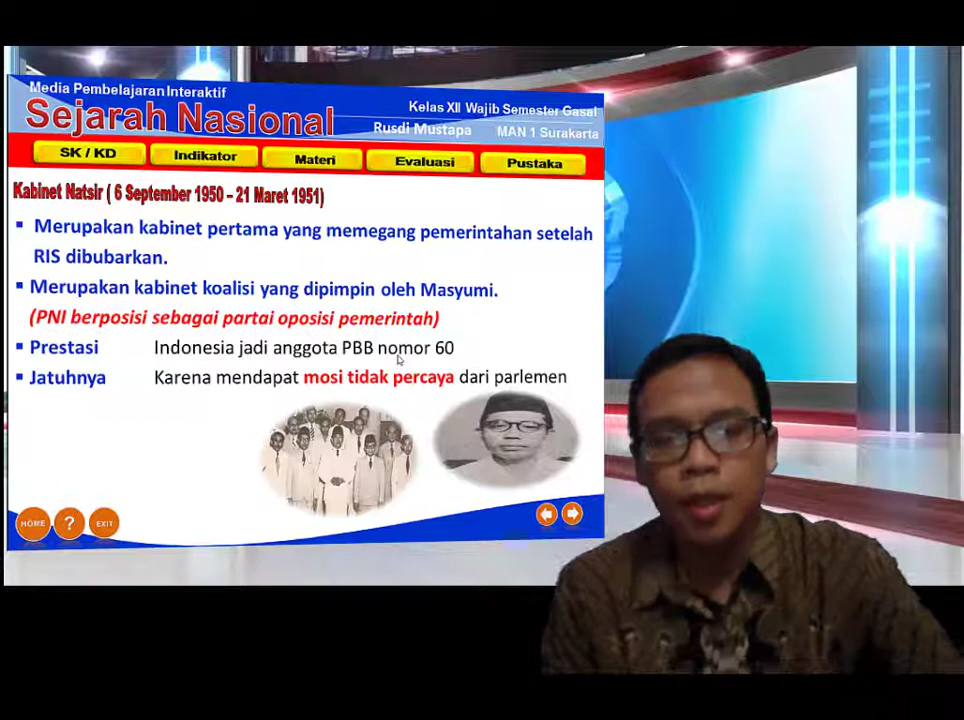 Media Pembelajaran Interaktif
Sejarah Nasional
Kelas XII Wajib Semester Gasal
Rusdi Mustapa MAN 1 Surakarta
SK / KD Indikator Materi Evaluasi Pustaka
Kabinet Natsir ( 6 September 1950 – 21 Maret 1951)
▪ Merupakan kabinet pertama yang memegang pemerintahan setelah
RIS dibubarkan.
▪ Merupakan kabinet koalisi yang dipimpin oleh Masyumi.
(PNI berposisi sebagai partai oposisi pemerintah)
▪ Prestasi Indonesia jadi anggota PBB nomor 60
▪ Jatuhnya Karena mendapat mosi tidak percaya dari parlemen
HOME ? EXIT